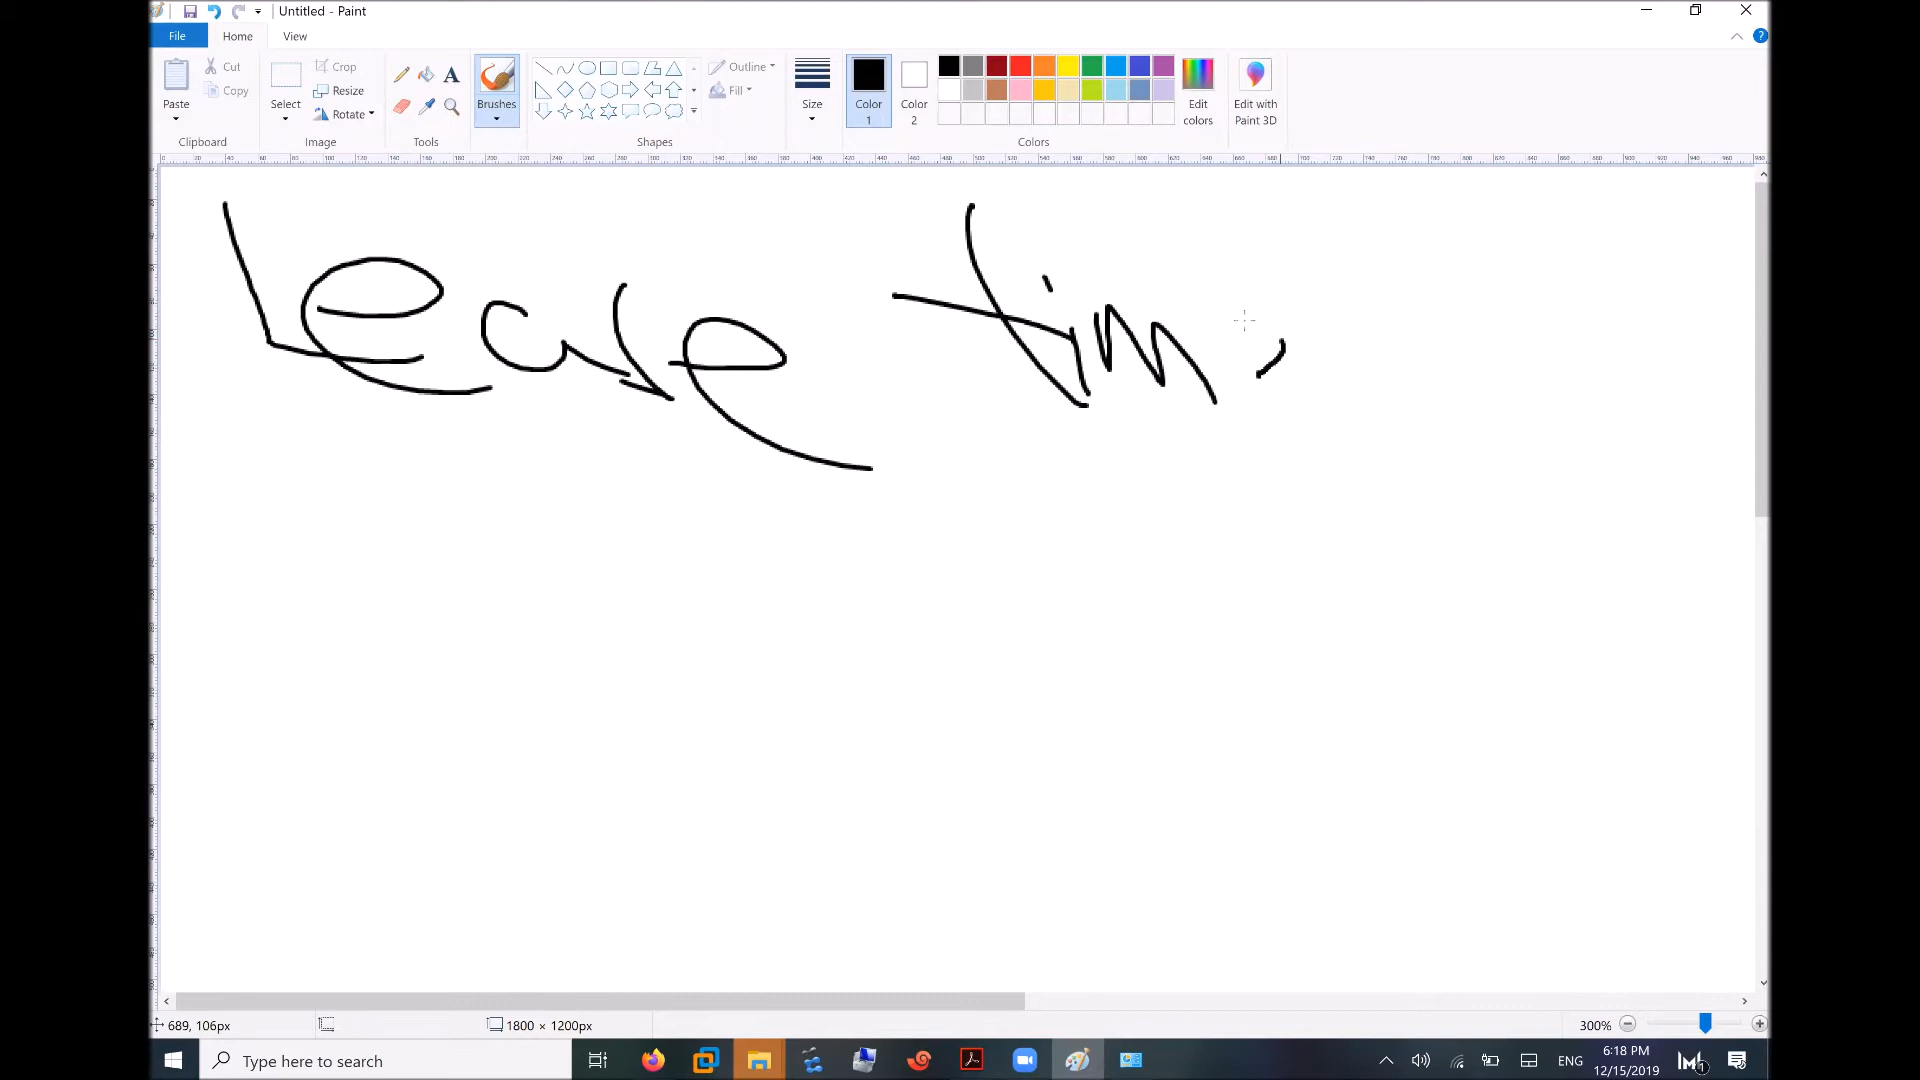 Untitled - Paint
File Home View
Paste Cut Copy Clipboard
Select Crop Resize Rotate Image
Tools
Brushes
Shapes Outline Fill
Size
Color 1 Color 2
Edit colors
Edit with Paint 3D
Colors
Lease tim
689, 106px
1800 × 1200px
300%
Type here to search
ENG
6:18 PM
12/15/2019